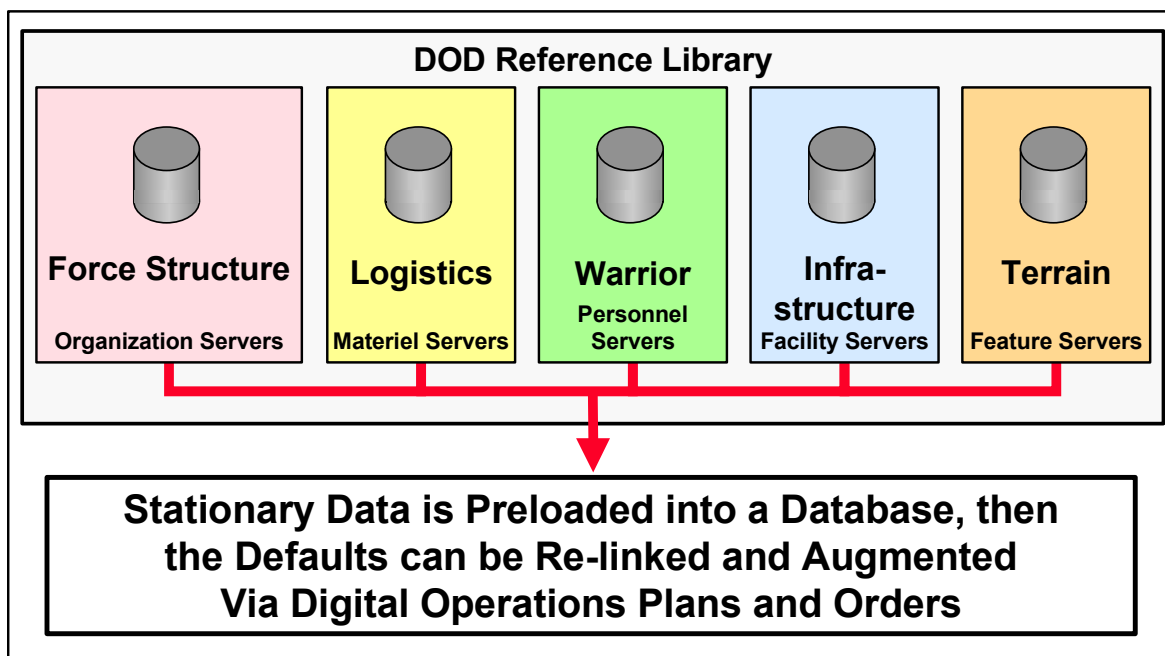 DOD Reference Library
Force Structure
Organization Servers
Logistics
Materiel Servers
Warrior
Personnel
Servers
Infra-
structure
Facility Servers
Terrain
Feature Servers
Stationary Data is Preloaded into a Database, then
the Defaults can be Re-linked and Augmented
Via Digital Operations Plans and Orders